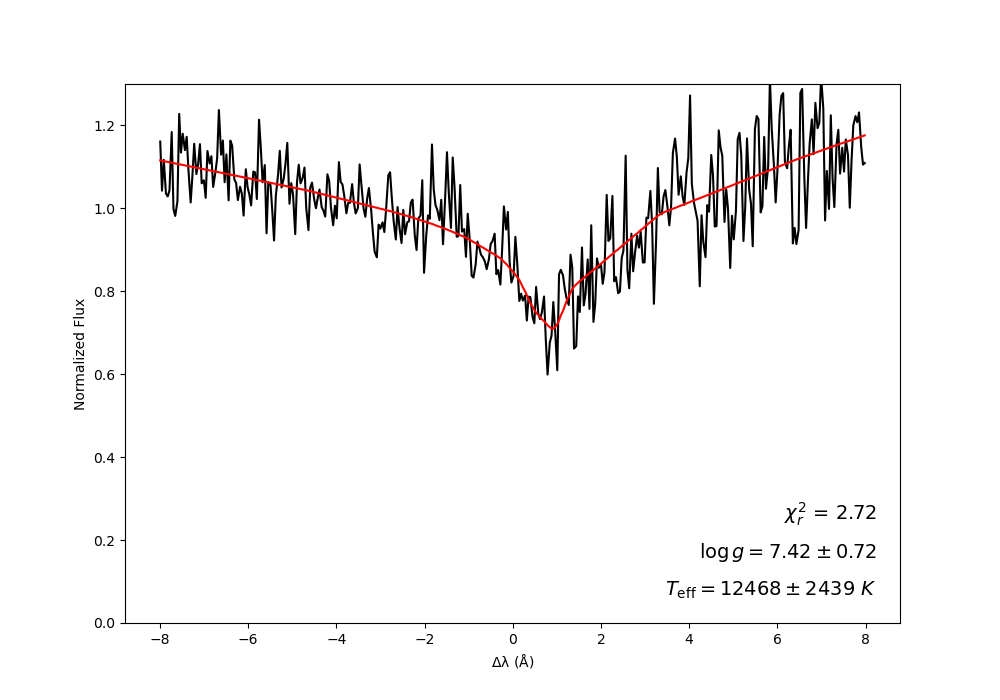 1.2
1.0
0.8
0.6
0.4
0.2
0.0
Normalized Flux
χ²ᵣ = 2.72
log g = 7.42 ± 0.72
T_eff = 12468 ± 2439 K
−8 −6 −4 −2 0 2 4 6 8
Δλ (Å)